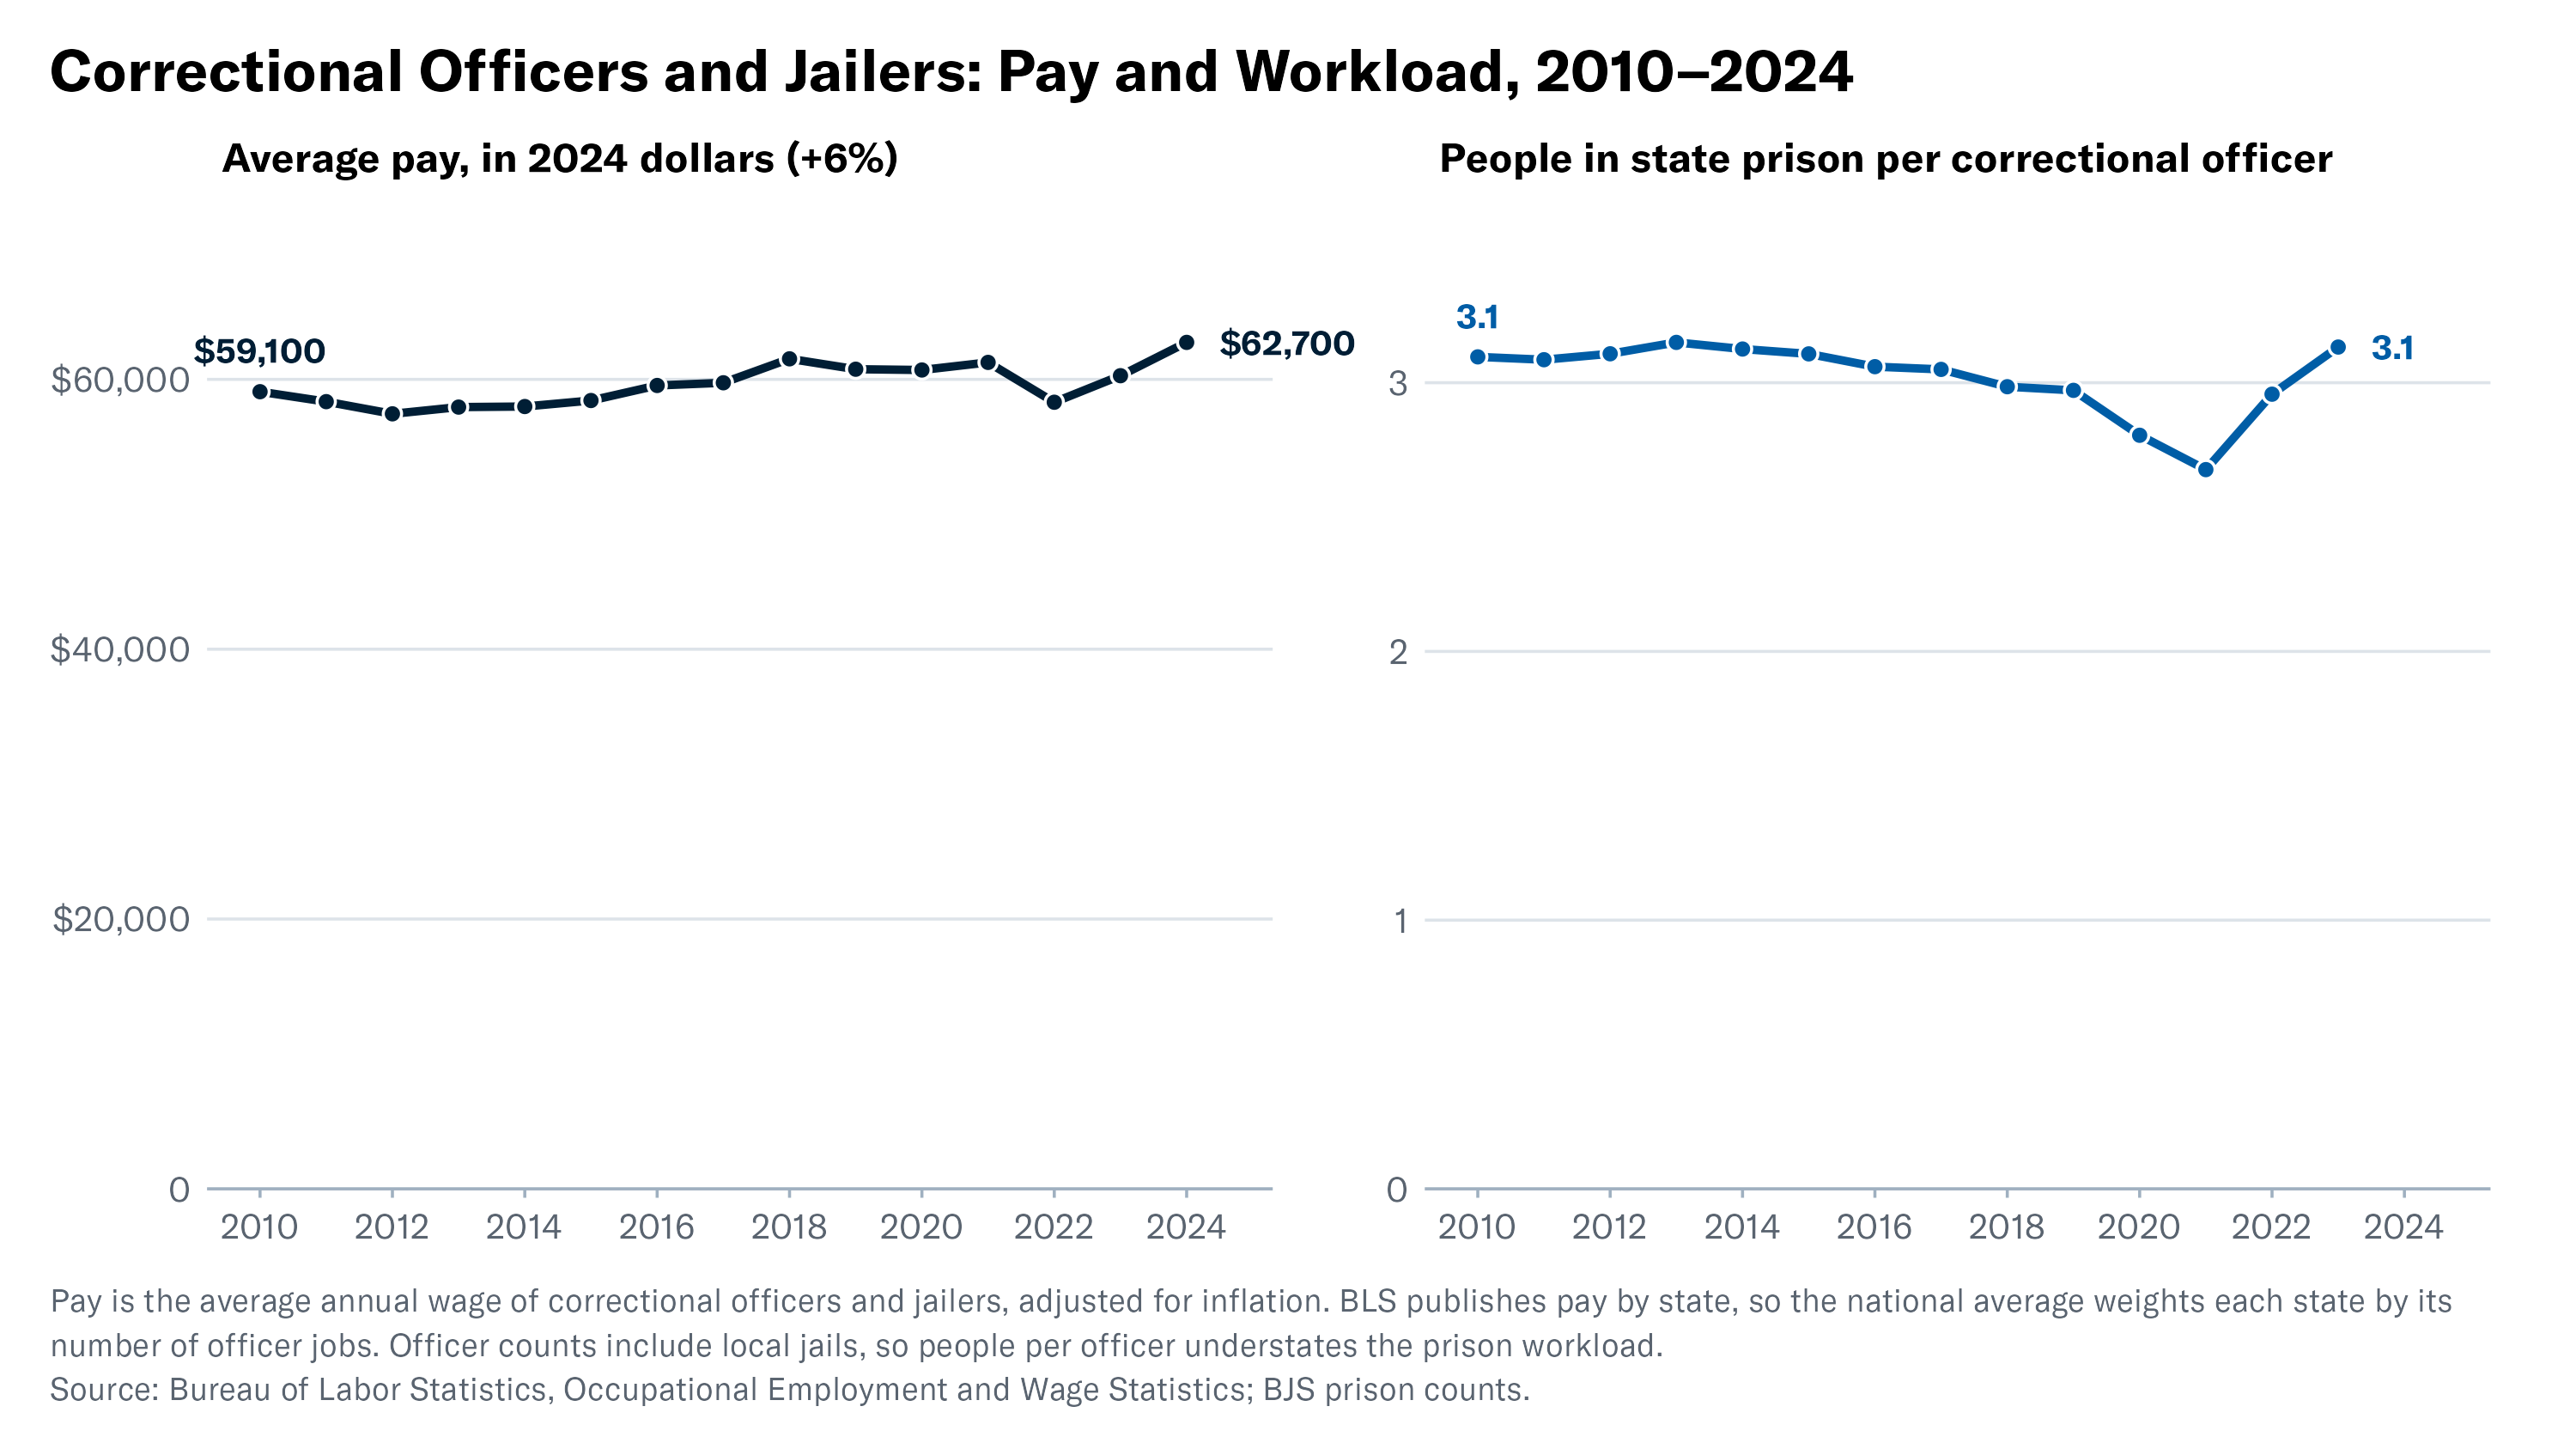 Correctional Officers and Jailers: Pay and Workload, 2010–2024
Average pay, in 2024 dollars (+6%)
$59,100
$62,700
$60,000
$40,000
$20,000
0
2010 2012 2014 2016 2018 2020 2022 2024
People in state prison per correctional officer
3.1
3.1
3
2
1
0
2010 2012 2014 2016 2018 2020 2022 2024
Pay is the average annual wage of correctional officers and jailers, adjusted for inflation. BLS publishes pay by state, so the national average weights each state by its
number of officer jobs. Officer counts include local jails, so people per officer understates the prison workload.
Source: Bureau of Labor Statistics, Occupational Employment and Wage Statistics; BJS prison counts.